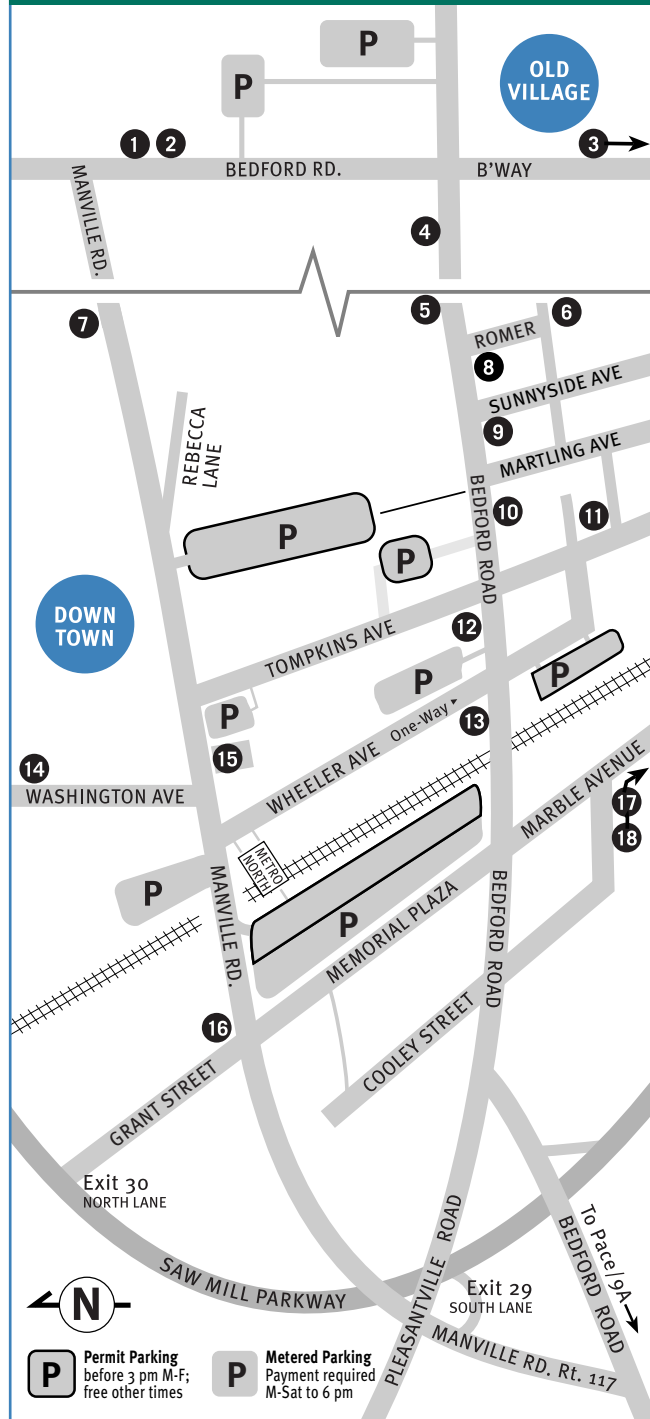 P
P
OLD
VILLAGE
1
2
3
BEDFORD RD.
B'WAY
MANVILLE RD.
4
5
6
7
ROMER
8
SUNNYSIDE AVE
9
MARTLING AVE
REBECCA
LANE
BEDFORD ROAD
10
11
P
P
DOWN
TOWN
12
TOMPKINS AVE
P
P
P
One-Way
13
14
15
WASHINGTON AVE
WHEELER AVE
MARBLE AVENUE
17
18
METRO
NORTH
P
P
MANVILLE RD.
MEMORIAL PLAZA
BEDFORD ROAD
16
COOLEY STREET
GRANT STREET
Exit 30
NORTH LANE
SAW MILL PARKWAY
PLEASANTVILLE ROAD
To Pace/9A
BEDFORD ROAD
Exit 29
SOUTH LANE
MANVILLE RD. Rt. 117
N
P
Permit Parking
before 3 pm M-F;
free other times
P
Metered Parking
Payment required
M-Sat to 6 pm